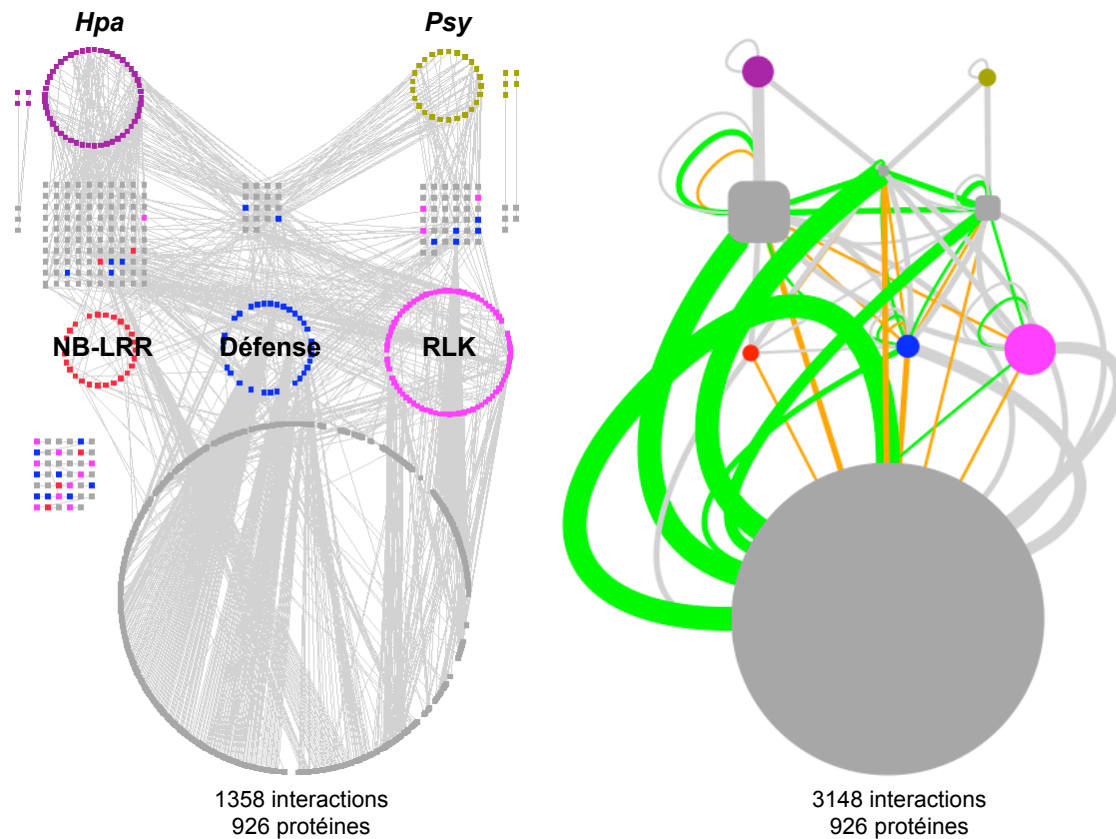 Hpa
Psy
NB-LRR
Défense
RLK
1358 interactions
926 protéines
3148 interactions
926 protéines